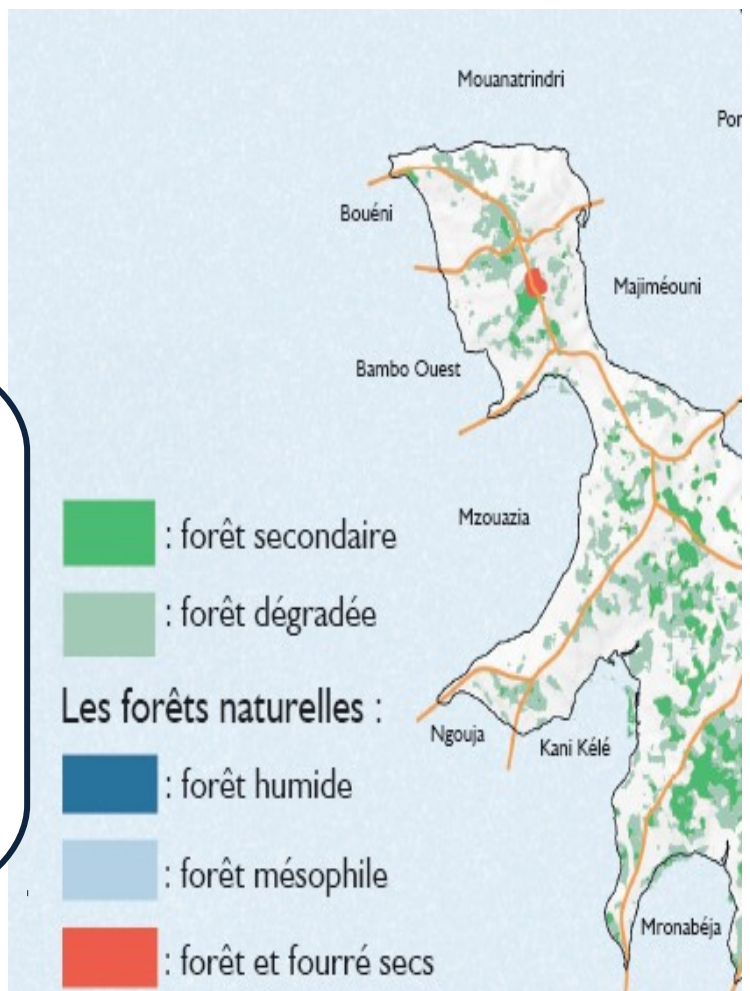 Mouanatrindri
Por
Bouéni
Majiméouni
Bambo Ouest
Mzouazia
: forêt secondaire
: forêt dégradée
Les forêts naturelles :
Ngouja
Kani Kélé
: forêt humide
: forêt mésophile
Mronabéja
: forêt et fourré secs